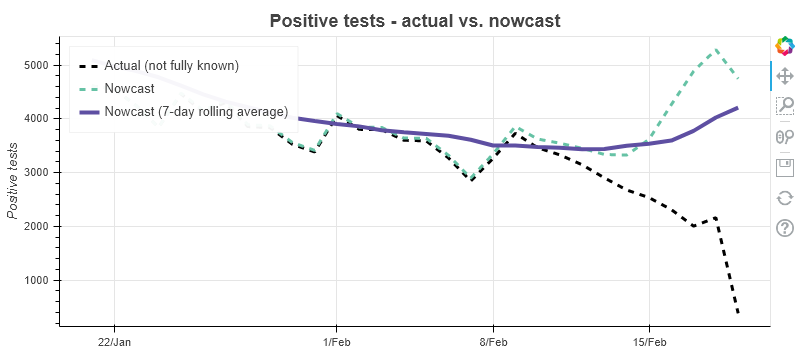 Positive tests - actual vs. nowcast
Actual (not fully known)
Nowcast
Nowcast (7-day rolling average)
Positive tests
5000
4000
3000
2000
1000
22/Jan
1/Feb
8/Feb
15/Feb